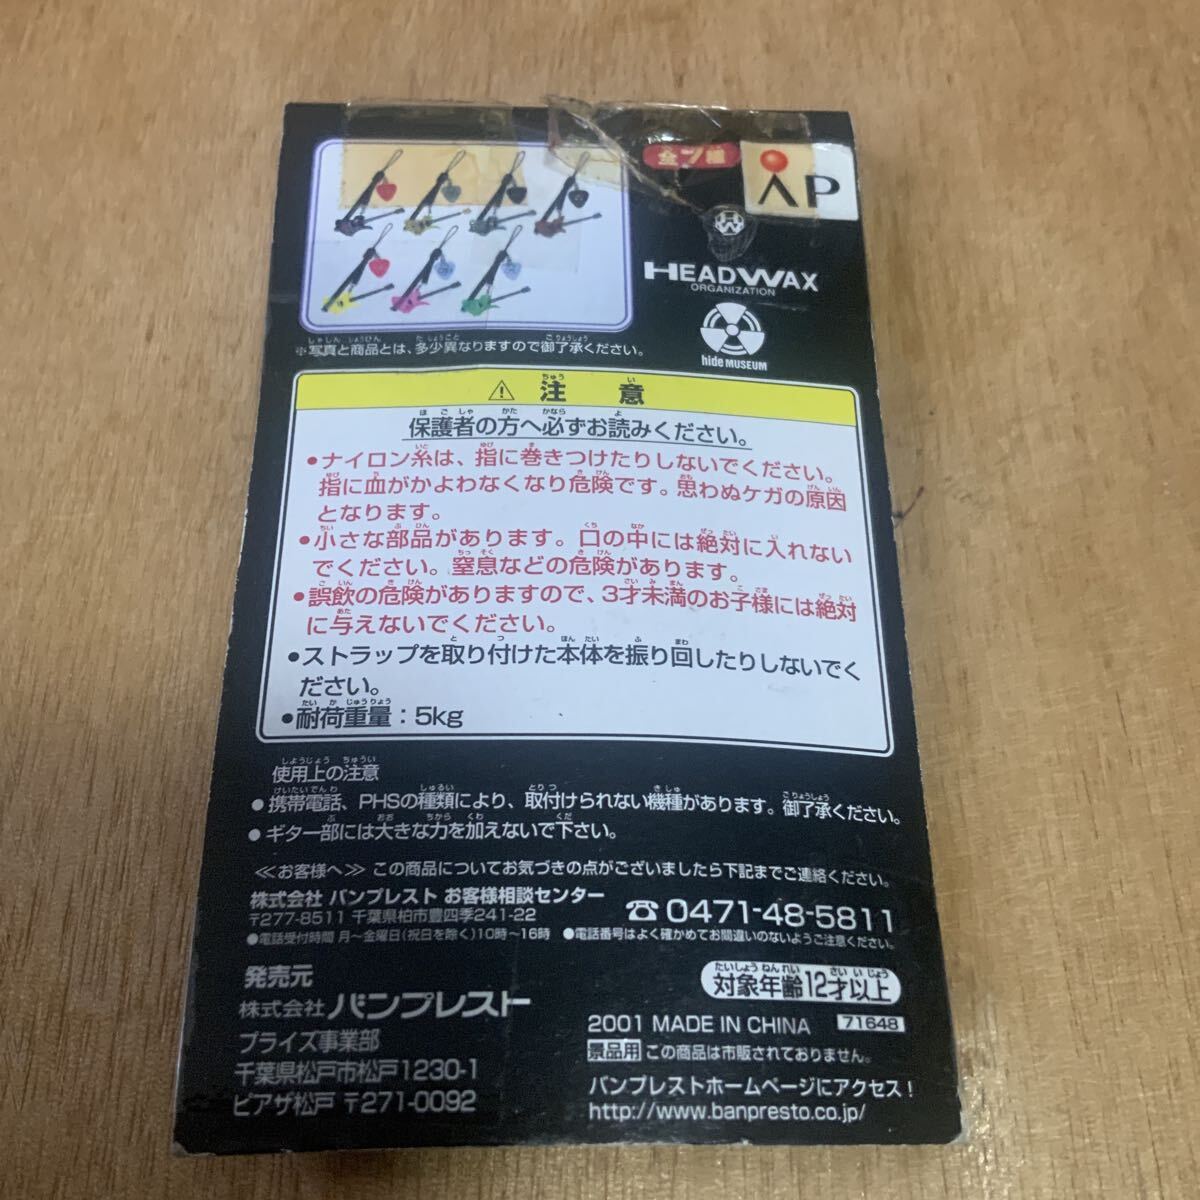 全7種
AP
HW
HEADWAX
ORGANIZATION
hide MUSEUM
※写真と商品とは、多少異なりますので御了承ください。
⚠ 注意
保護者の方へ必ずお読みください。
●ナイロン糸は、指に巻きつけたりしないでください。
指に血がかよわなくなり危険です。思わぬケガの原因
となります。
●小さな部品があります。口の中には絶対に入れない
でください。窒息などの危険があります。
●誤飲の危険がありますので、3才未満のお子様には絶対
に与えないでください。
●ストラップを取り付けた本体を振り回したりしないでく
ださい。
●耐荷重量：5kg
使用上の注意
●携帯電話、PHSの種類により、取付けられない機種があります。御了承ください。
●ギター部には大きな力を加えないで下さい。
≪お客様へ≫ この商品についてお気づきの点がございましたら下記までご連絡ください。
株式会社 バンプレスト お客様相談センター
〒277-8511 千葉県柏市豊四季241-22
☎ 0471-48-5811
●電話受付時間 月～金曜日(祝日を除く)10時～16時 ●電話番号はよく確かめてお間違いのないようご注意ください。
発売元
株式会社 バンプレスト
プライズ事業部
千葉県松戸市松戸1230-1
ピアザ松戸 〒271-0092
対象年齢12才以上
2001 MADE IN CHINA 71648
景品用 この商品は市販されておりません。
バンプレストホームページにアクセス！
http://www.banpresto.co.jp/